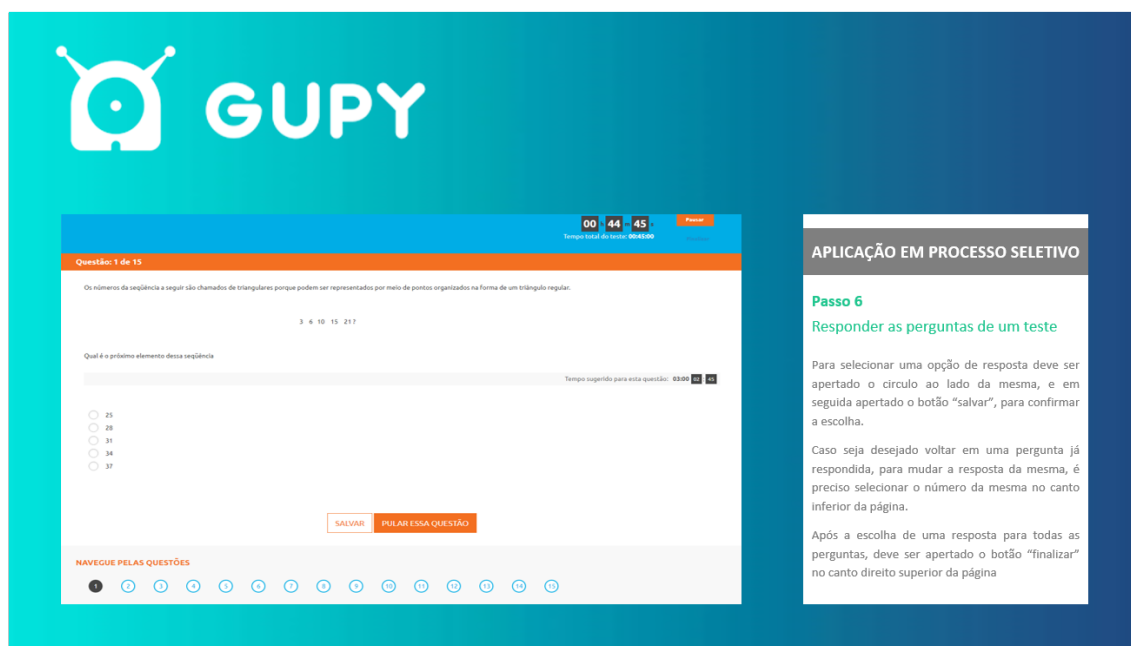 GUPY
00 44 45
Pausar
Tempo total do teste: 00:45:00
Questão: 1 de 15
Os números da seqüência a seguir são chamados de triangulares porque podem ser representados por meio de pontos organizados na forma de um triângulo regular.
3 6 10 15 21?
Qual é o próximo elemento dessa seqüência
Tempo sugerido para esta questão: 03:00 02 45
25
28
31
34
37
SALVAR PULAR ESSA QUESTÃO
NAVEGUE PELAS QUESTÕES
1 2 3 4 5 6 7 8 9 10 11 12 13 14 15
APLICAÇÃO EM PROCESSO SELETIVO
Passo 6
Responder as perguntas de um teste
Para selecionar uma opção de resposta deve ser
apertado o circulo ao lado da mesma, e em
seguida apertado o botão “salvar”, para confirmar
a escolha.
Caso seja desejado voltar em uma pergunta já
respondida, para mudar a resposta da mesma, é
preciso selecionar o número da mesma no canto
inferior da página.
Após a escolha de uma resposta para todas as
perguntas, deve ser apertado o botão “finalizar”
no canto direito superior da página